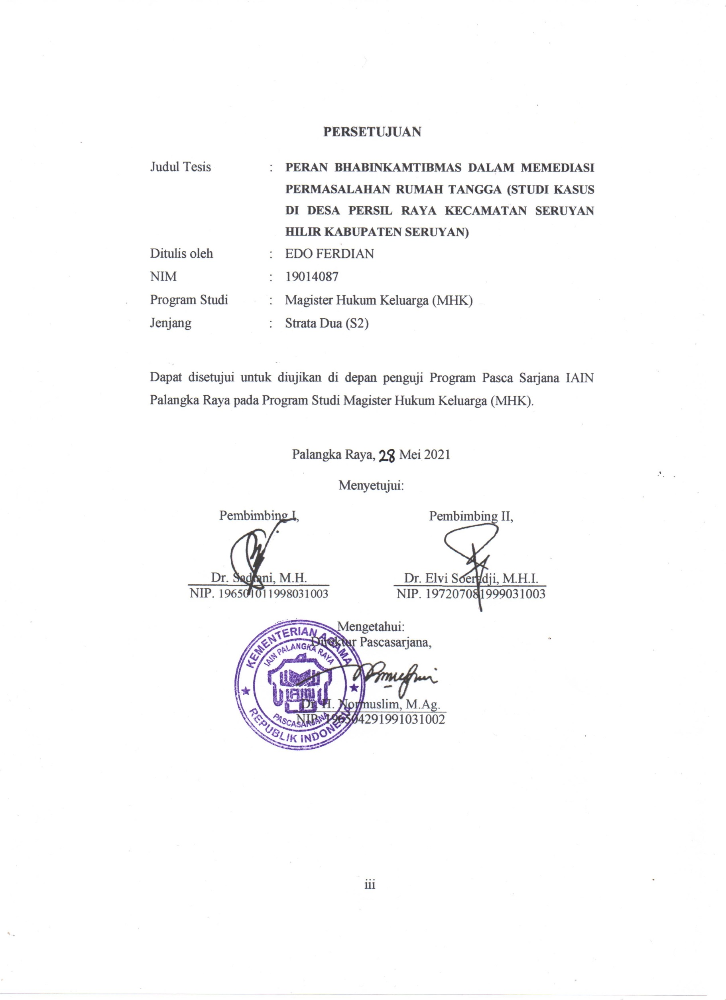 PERSETUJUAN
Judul Tesis : PERAN BHABINKAMTIBMAS DALAM MEMEDIASI
PERMASALAHAN RUMAH TANGGA (STUDI KASUS
DI DESA PERSIL RAYA KECAMATAN SERUYAN
HILIR KABUPATEN SERUYAN)
Ditulis oleh : EDO FERDIAN
NIM : 19014087
Program Studi : Magister Hukum Keluarga (MHK)
Jenjang : Strata Dua (S2)
Dapat disetujui untuk diujikan di depan penguji Program Pasca Sarjana IAIN
Palangka Raya pada Program Studi Magister Hukum Keluarga (MHK).
Palangka Raya, 28 Mei 2021
Menyetujui:
Pembimbing I, Pembimbing II,
Dr. Sadiani, M.H. Dr. Elvi Soeradji, M.H.I.
NIP. 196501011998031003 NIP. 197207081999031003
Mengetahui:
Direktur Pascasarjana,
Dr. H. Normuslim, M.Ag.
NIP. 196504291991031002
KEMENTERIAN AGAMA
IAIN PALANGKA RAYA
IAIN
PASCASARJANA
REPUBLIK INDONESIA
iii